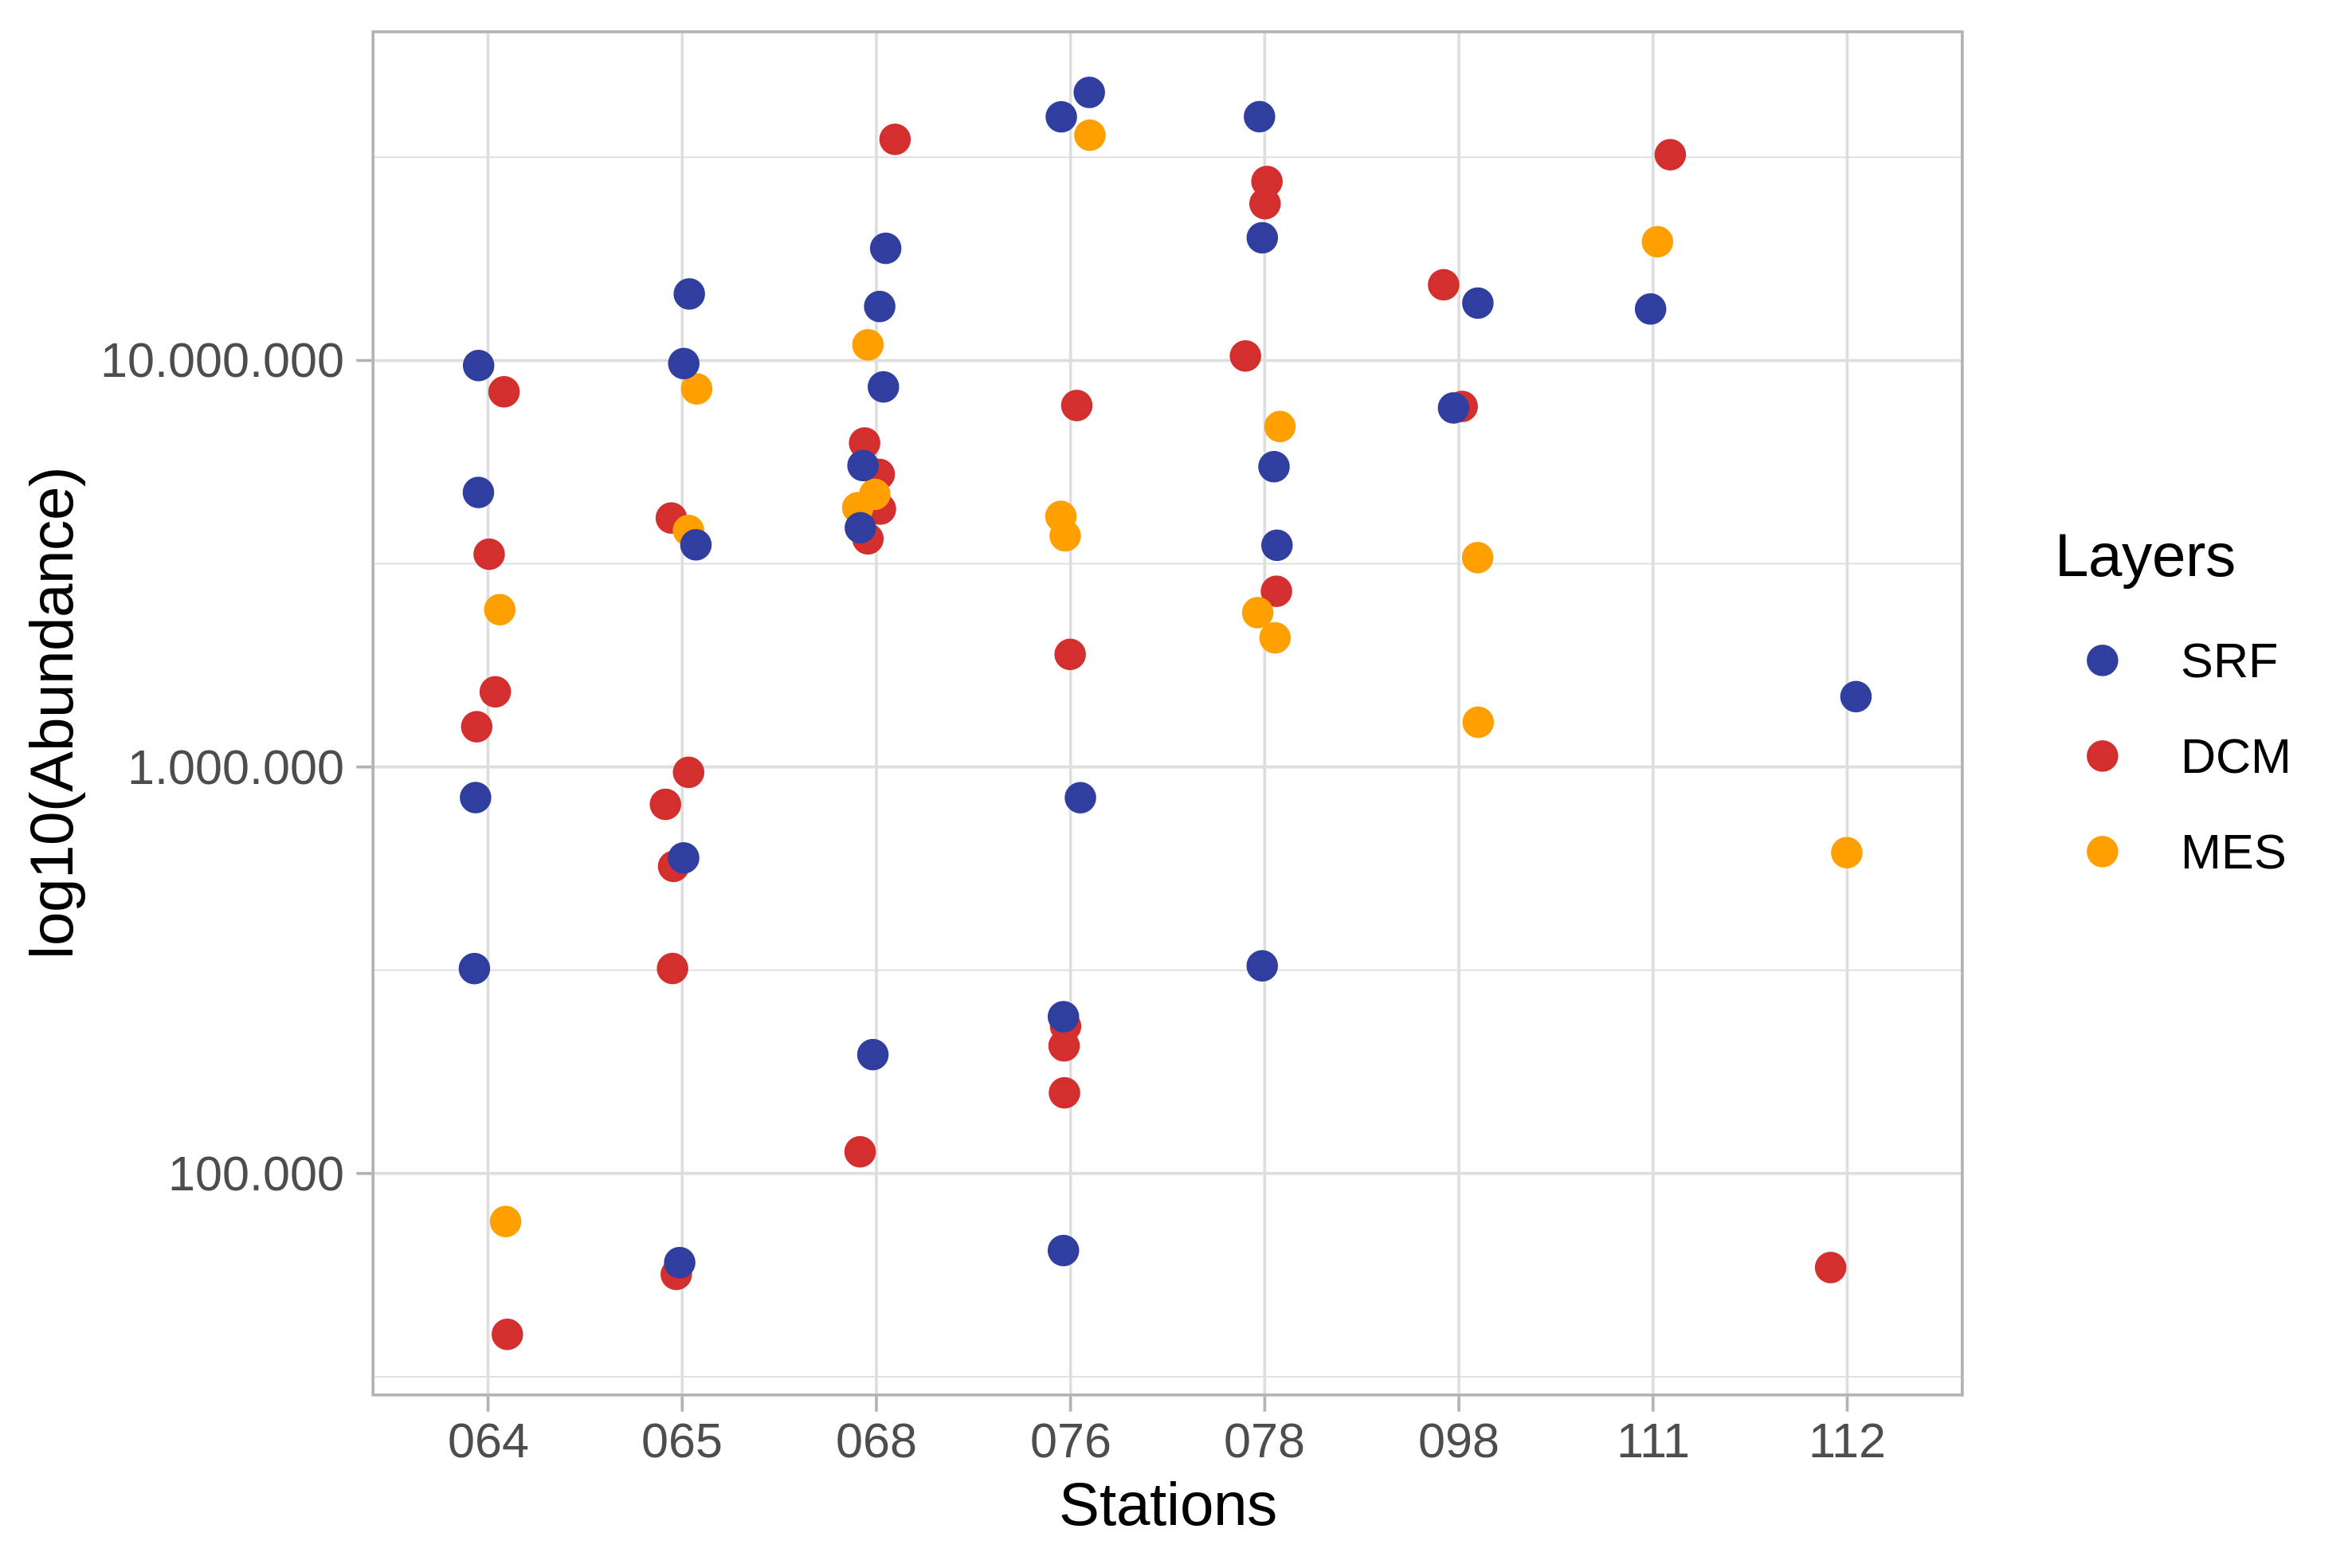 log10(Abundance)
10.000.000
1.000.000
100.000
064 065 068 076 078 098 111 112
Stations
Layers
SRF
DCM
MES